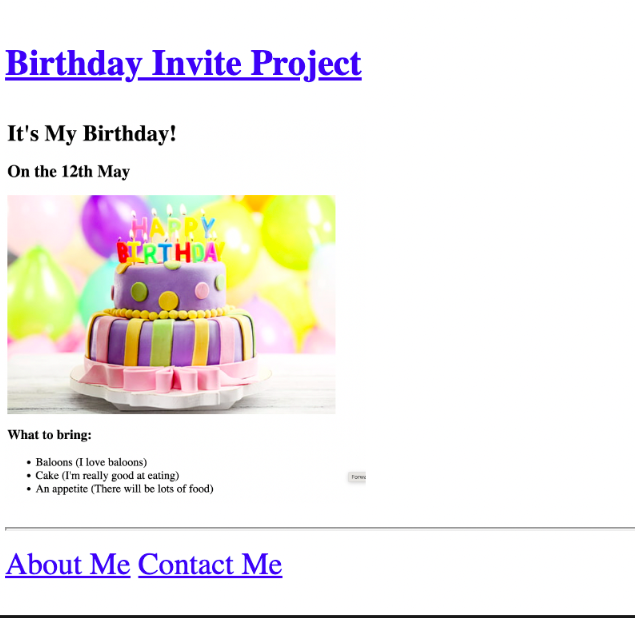 Birthday Invite Project
It's My Birthday!
On the 12th May
HAPPY
BIRTHDAY
What to bring:
• Baloons (I love baloons)
• Cake (I'm really good at eating)
• An appetite (There will be lots of food)
About Me Contact Me